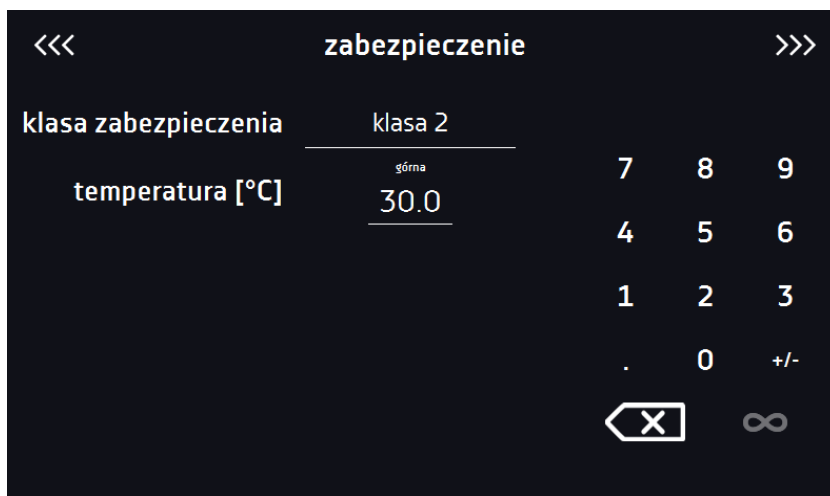 <<< zabezpieczenie >>>
klasa zabezpieczenia klasa 2
górna
temperatura [°C] 30.0
7 8 9
4 5 6
1 2 3
. 0 +/-
X ∞